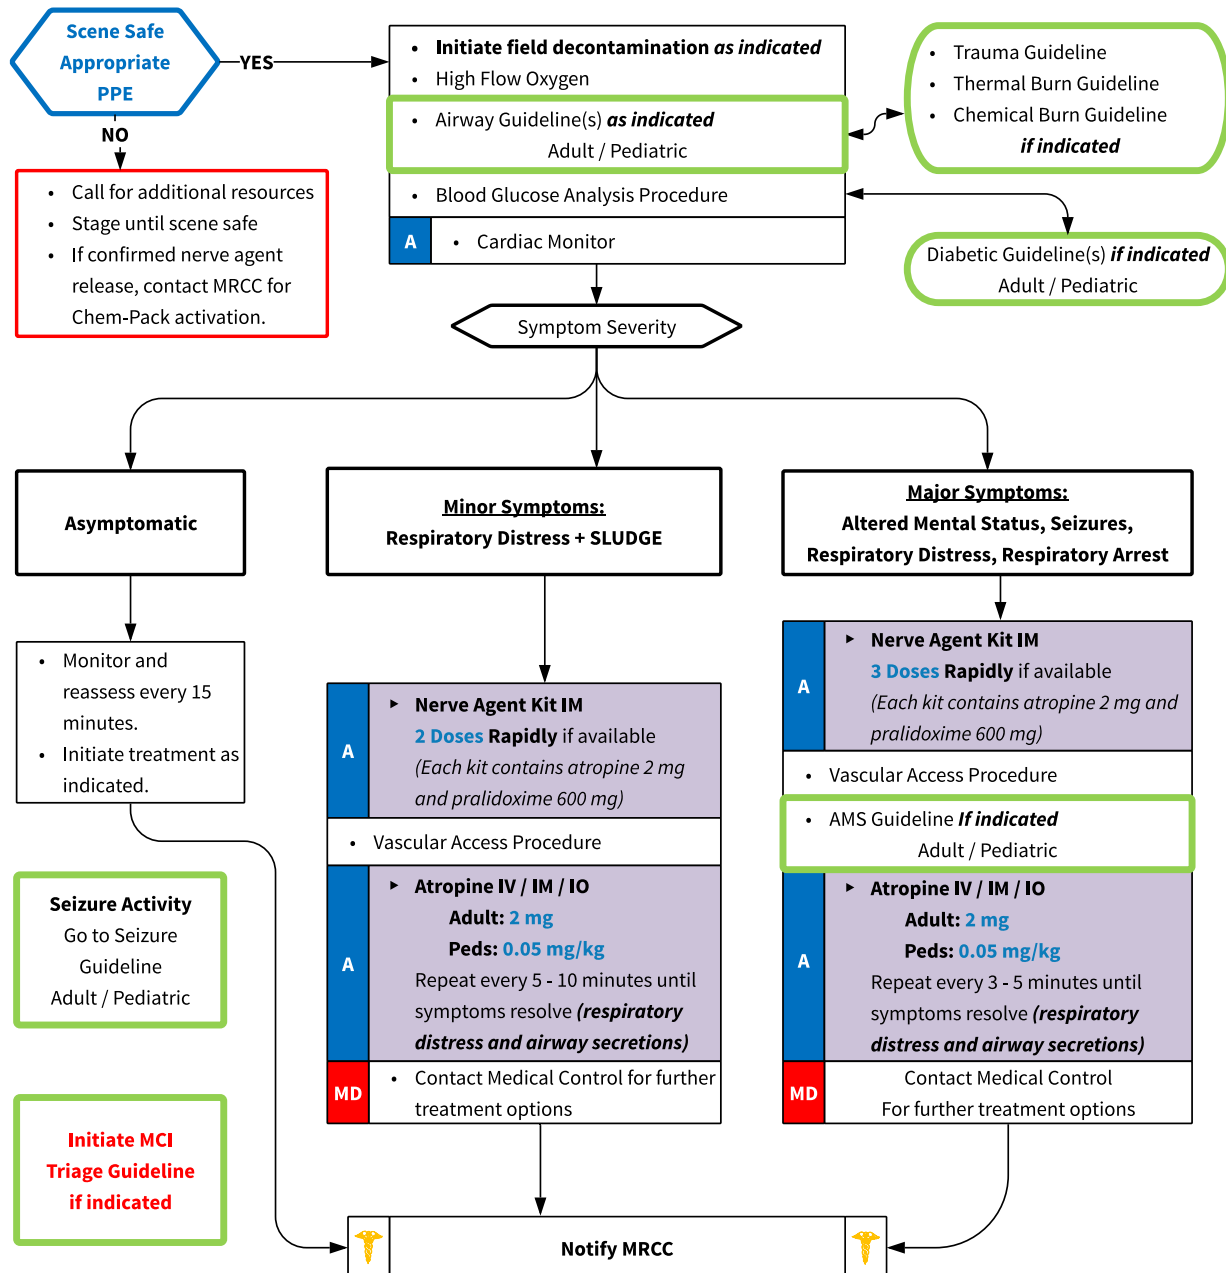 Scene Safe
Appropriate
PPE
YES
NO
• Call for additional resources
• Stage until scene safe
• If confirmed nerve agent
release, contact MRCC for
Chem-Pack activation.
• Initiate field decontamination as indicated
• High Flow Oxygen
• Airway Guideline(s) as indicated
Adult / Pediatric
• Blood Glucose Analysis Procedure
A
• Cardiac Monitor
• Trauma Guideline
• Thermal Burn Guideline
• Chemical Burn Guideline
if indicated
Diabetic Guideline(s) if indicated
Adult / Pediatric
Symptom Severity
Asymptomatic
• Monitor and
reassess every 15
minutes.
• Initiate treatment as
indicated.
Seizure Activity
Go to Seizure
Guideline
Adult / Pediatric
Initiate MCI
Triage Guideline
if indicated
Minor Symptoms:
Respiratory Distress + SLUDGE
A
‣ Nerve Agent Kit IM
2 Doses Rapidly if available
(Each kit contains atropine 2 mg
and pralidoxime 600 mg)
• Vascular Access Procedure
A
‣ Atropine IV / IM / IO
Adult: 2 mg
Peds: 0.05 mg/kg
Repeat every 5 - 10 minutes until
symptoms resolve (respiratory
distress and airway secretions)
MD
• Contact Medical Control for further
treatment options
Major Symptoms:
Altered Mental Status, Seizures,
Respiratory Distress, Respiratory Arrest
A
‣ Nerve Agent Kit IM
3 Doses Rapidly if available
(Each kit contains atropine 2 mg and
pralidoxime 600 mg)
• Vascular Access Procedure
• AMS Guideline If indicated
Adult / Pediatric
A
‣ Atropine IV / IM / IO
Adult: 2 mg
Peds: 0.05 mg/kg
Repeat every 3 - 5 minutes until
symptoms resolve (respiratory
distress and airway secretions)
MD
Contact Medical Control
For further treatment options
Notify MRCC